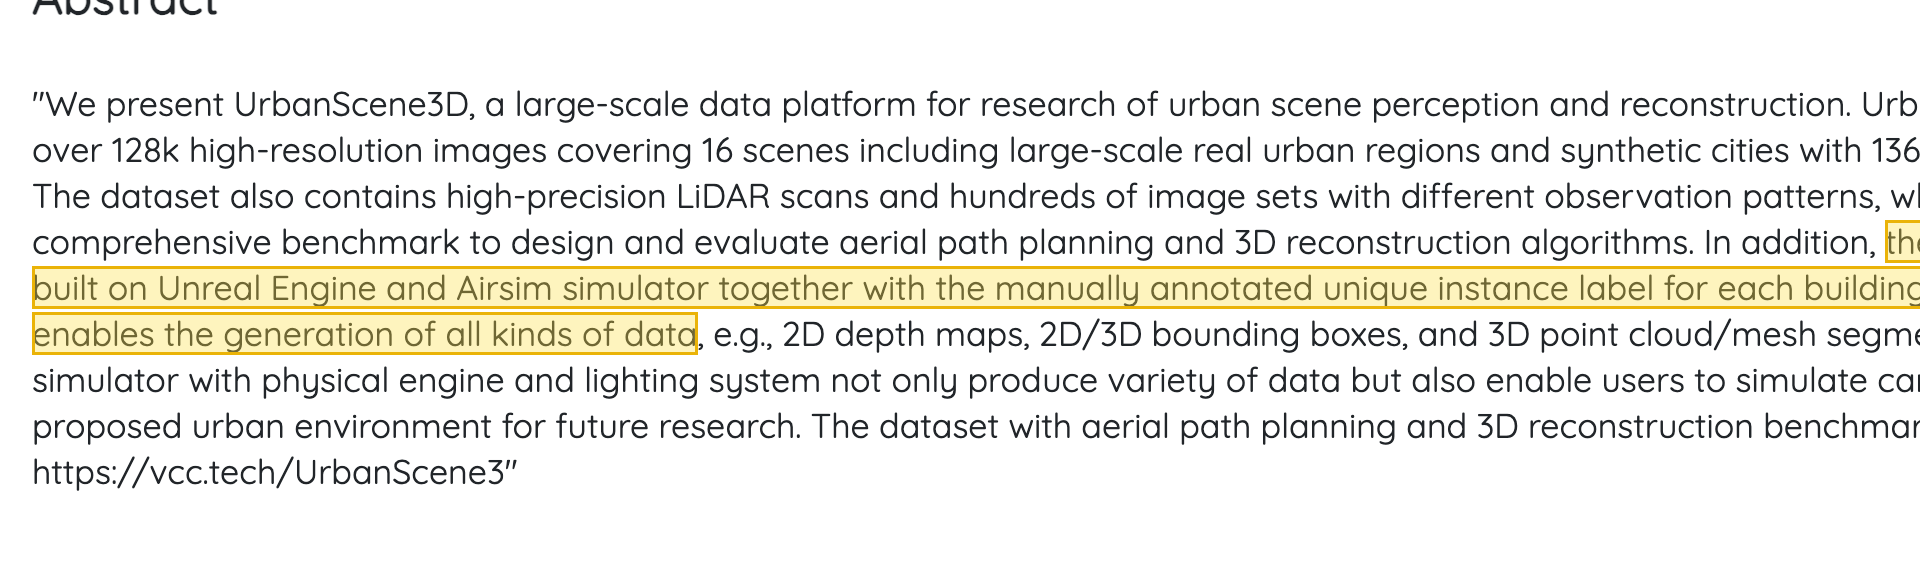 Abstract
"We present UrbanScene3D, a large-scale data platform for research of urban scene perception and reconstruction. Urb
over 128k high-resolution images covering 16 scenes including large-scale real urban regions and synthetic cities with 136
The dataset also contains high-precision LiDAR scans and hundreds of image sets with different observation patterns, wh
comprehensive benchmark to design and evaluate aerial path planning and 3D reconstruction algorithms. In addition, the
built on Unreal Engine and Airsim simulator together with the manually annotated unique instance label for each building
enables the generation of all kinds of data, e.g., 2D depth maps, 2D/3D bounding boxes, and 3D point cloud/mesh segme
simulator with physical engine and lighting system not only produce variety of data but also enable users to simulate car
proposed urban environment for future research. The dataset with aerial path planning and 3D reconstruction benchmar
https://vcc.tech/UrbanScene3"